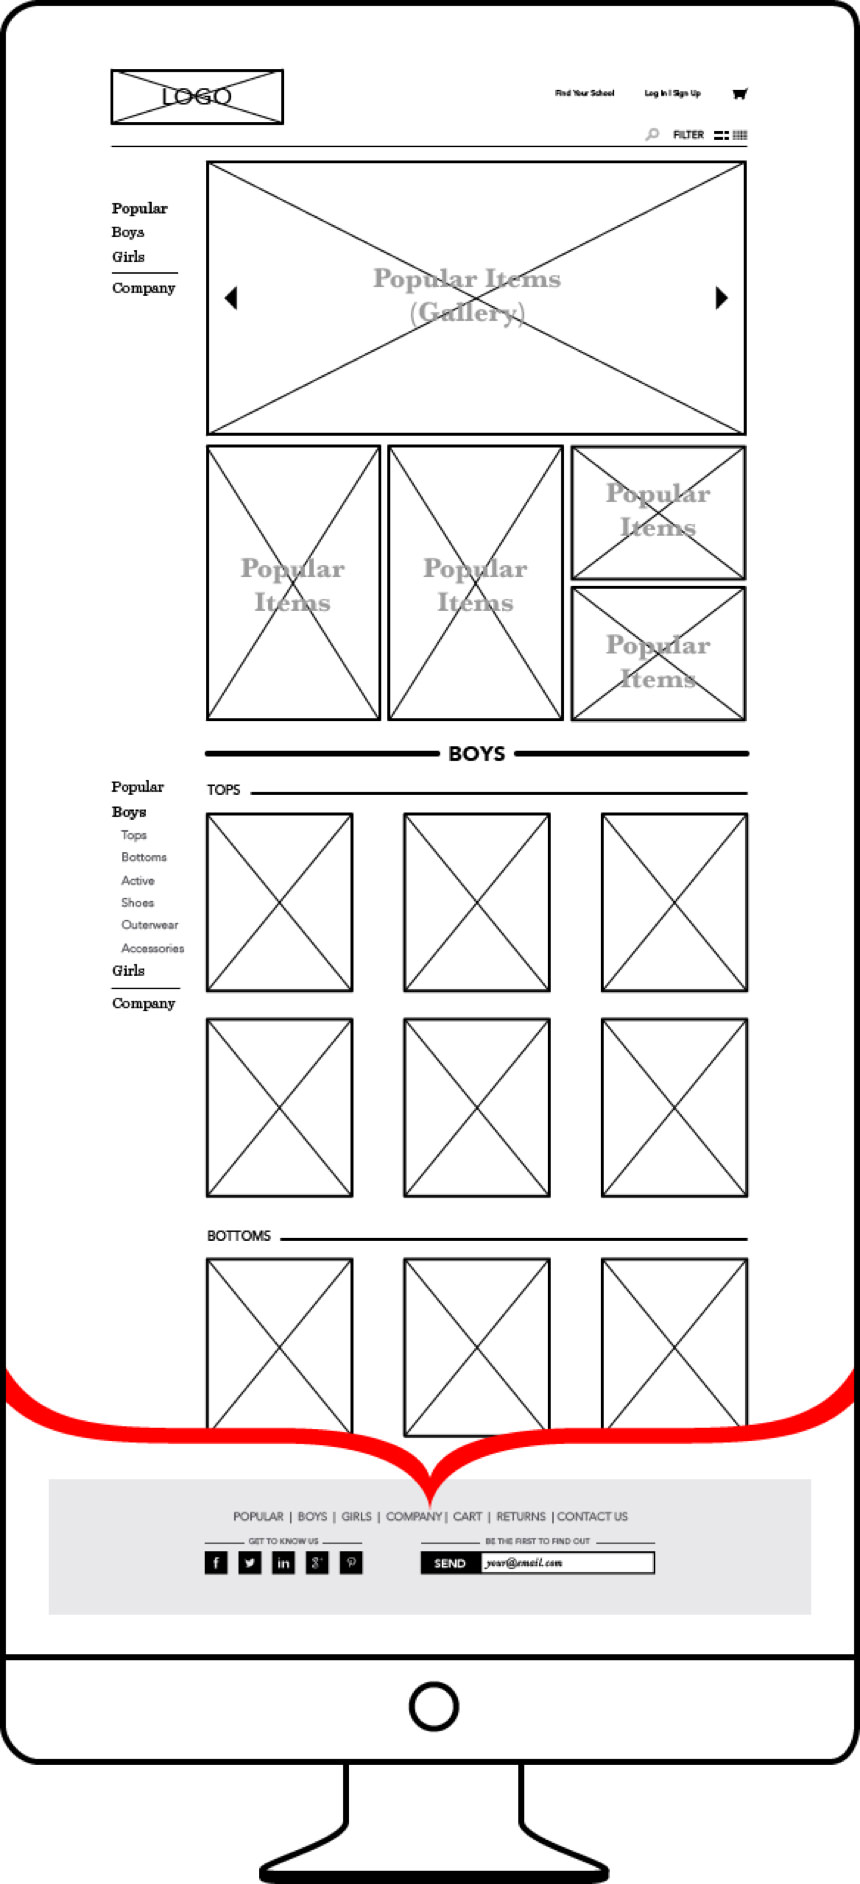 LOGO
Find Your School
Log In | Sign Up
FILTER
Popular
Boys
Girls
Company
Popular Items
(Gallery)
Popular
Items
Popular
Items
Popular
Items
Popular
Items
BOYS
Popular
Boys
Tops
Bottoms
Active
Shoes
Outerwear
Accessories
Girls
Company
TOPS
BOTTOMS
POPULAR | BOYS | GIRLS | COMPANY | CART | RETURNS | CONTACT US
GET TO KNOW US
BE THE FIRST TO FIND OUT
f in g+
SEND your@email.com